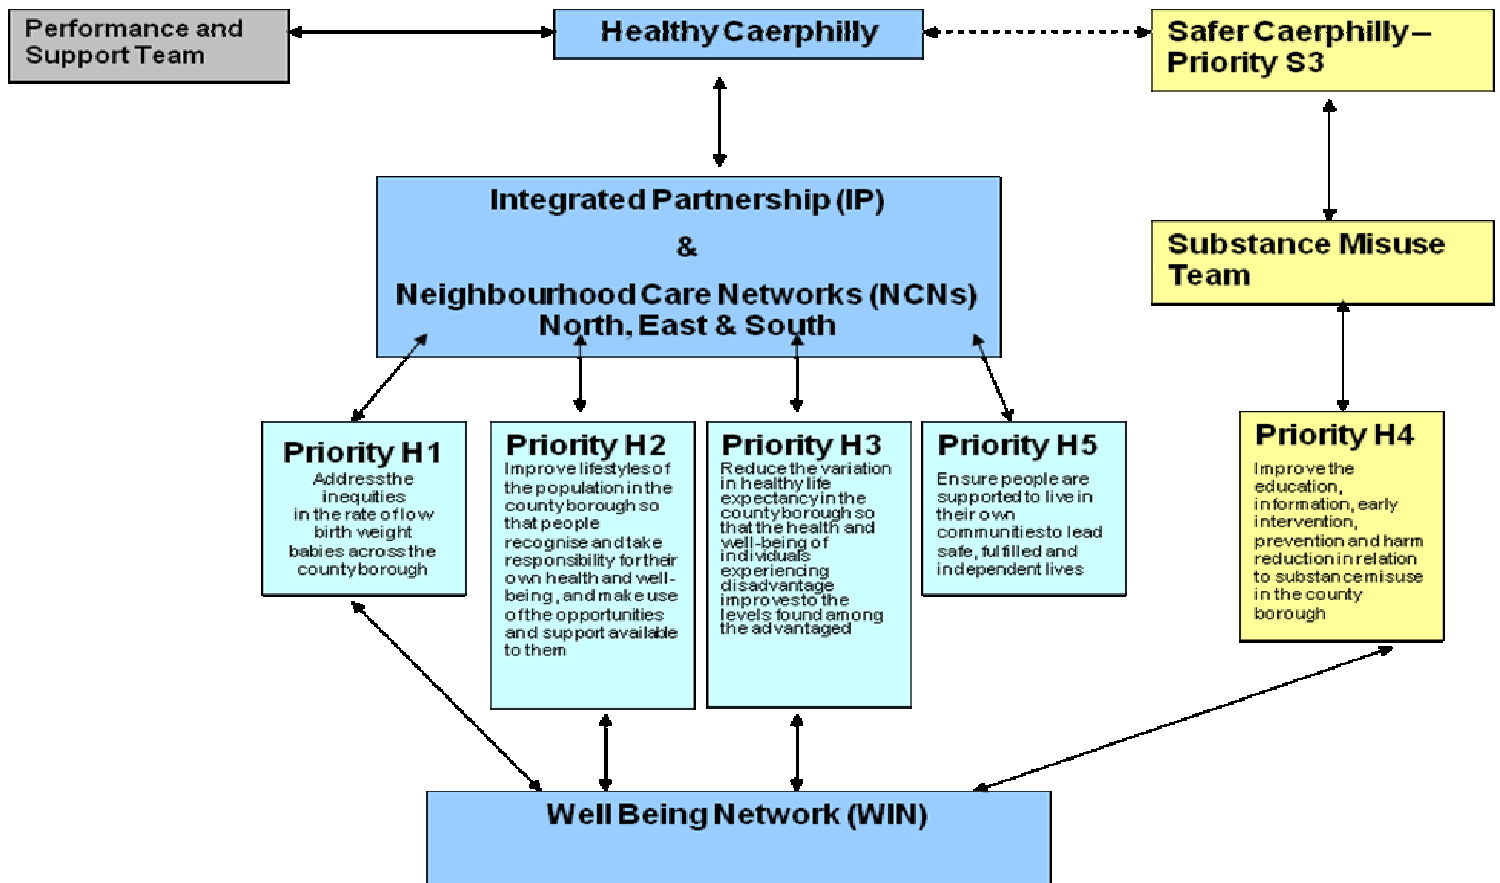 Performance and
Support Team
Healthy Caerphilly
Safer Caerphilly –
Priority S3
Integrated Partnership (IP)
&
Neighbourhood Care Networks (NCNs)
North, East & South
Substance Misuse
Team
Priority H1
Address the
inequities
in the rate of low
birth weight
babies across the
county borough
Priority H2
Improve lifestyles of
the population in the
county borough so
that people
recognise and take
responsibility for their
own health and well-
being, and make use
of the opportunities
and support available
to them
Priority H3
Reduce the variation
in healthy life
expectancy in the
county borough so
that the health and
well-being of
individuals
experiencing
disadvantage
improves to the
levels found among
the advantaged
Priority H5
Ensure people are
supported to live in
their own
communities to lead
safe, fulfilled and
independent lives
Priority H4
Improve the
education,
information, early
intervention,
prevention and harm
reduction in relation
to substance misuse
in the county
borough
Well Being Network (WIN)